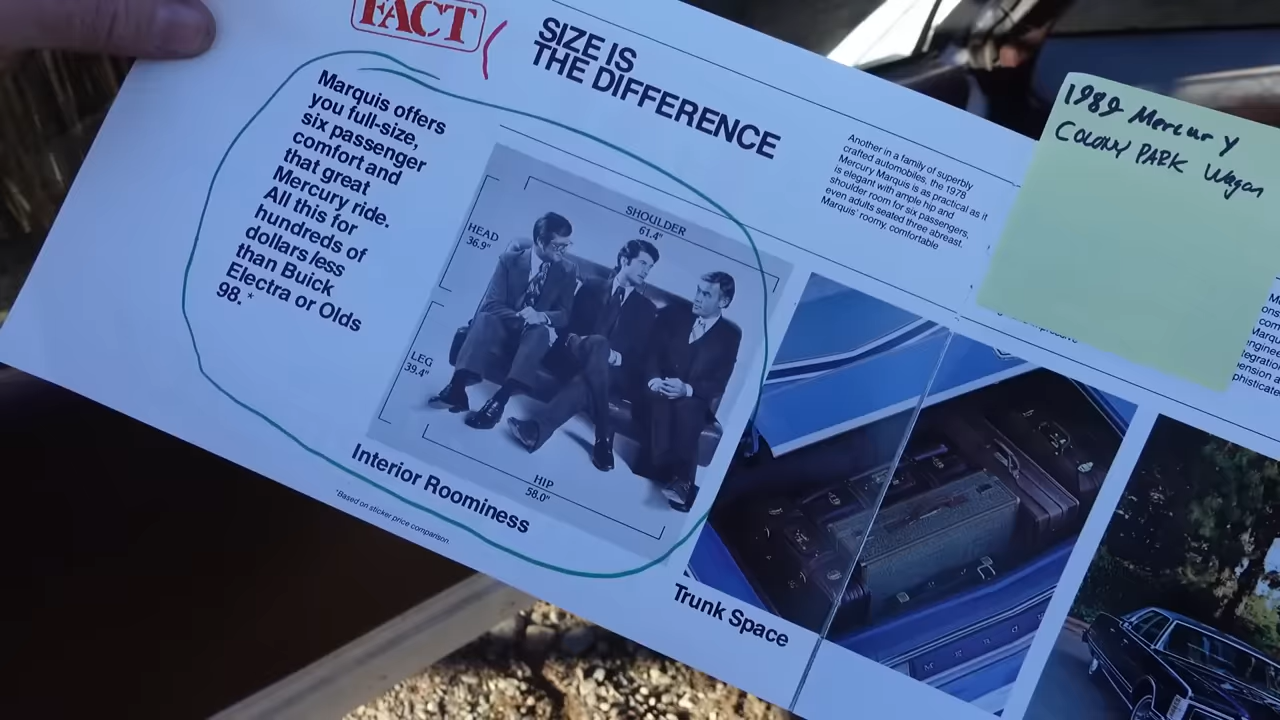 FACT
SIZE IS
THE DIFFERENCE
Marquis offers
you full-size,
six passenger
comfort and
that great
Mercury ride.
All this for
hundreds of
dollars less
than Buick
Electra or Olds
98.*
SHOULDER
61.4"
HEAD
36.9"
LEG
39.4"
HIP
58.0"
Interior Roominess
*Based on sticker price comparison.
Another in a family of superbly
crafted automobiles, the 1978
Mercury Marquis is as practical as it
is elegant with ample hip and
shoulder room for six passengers,
even adults seated three abreast.
Marquis' roomy, comfortable
1989 Mercury
COLONY PARK Wagan
Trunk Space